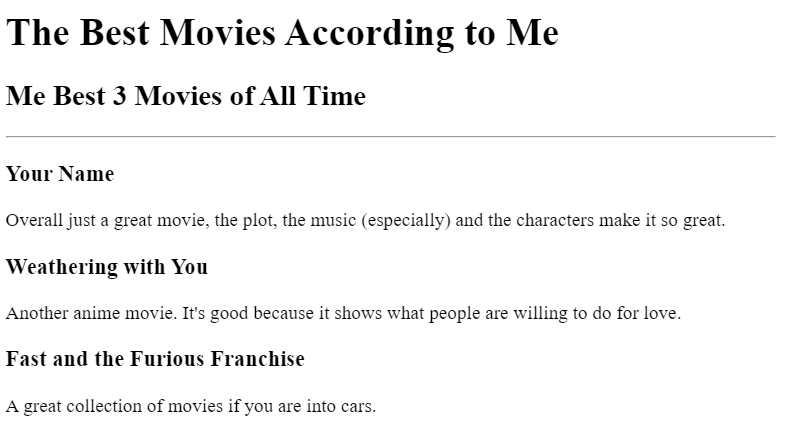 The Best Movies According to Me
Me Best 3 Movies of All Time
Your Name
Overall just a great movie, the plot, the music (especially) and the characters make it so great.
Weathering with You
Another anime movie. It's good because it shows what people are willing to do for love.
Fast and the Furious Franchise
A great collection of movies if you are into cars.